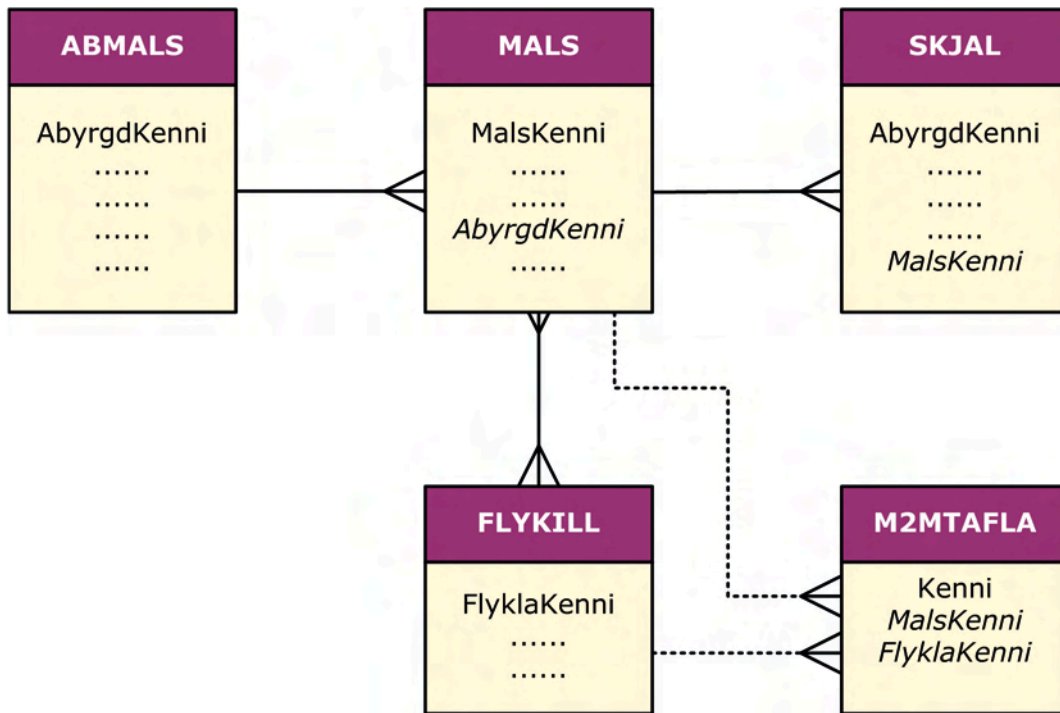 ABMALS
AbyrgdKenni
......
......
......
......
MALS
MalsKenni
......
......
AbyrgdKenni
......
SKJAL
AbyrgdKenni
......
......
......
MalsKenni
FLYKILL
FlyklaKenni
......
......
M2MTAFLA
Kenni
MalsKenni
FlyklaKenni